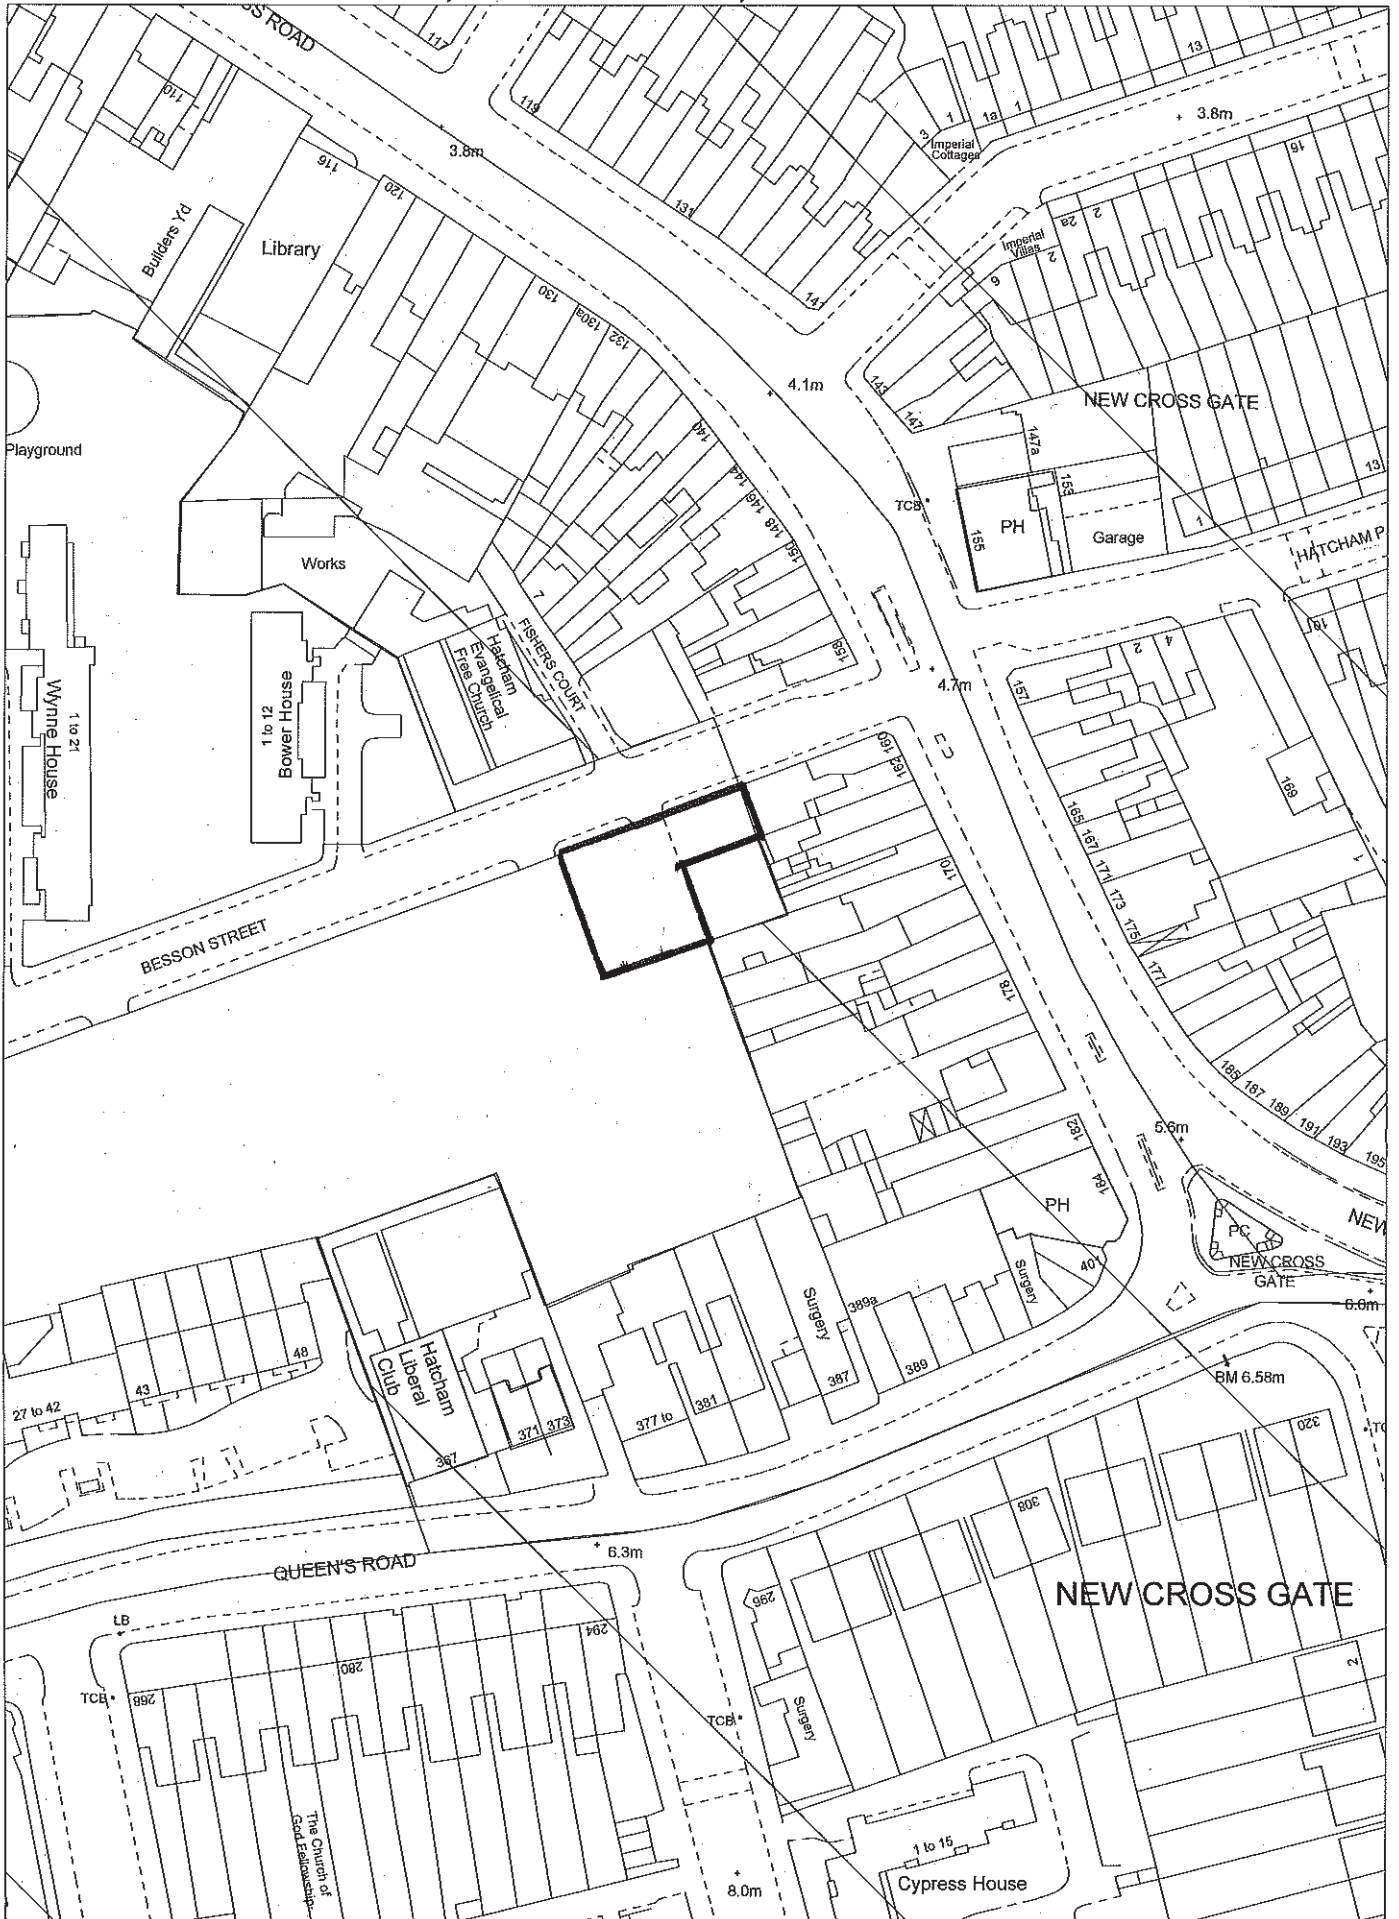 SS ROAD
117
110
119
3.8m
116
120
131
Builders Yd
Library
130
130a
132
141
13
1
1a
1
3
Imperial
Cottages
3.8m
16
2
2a
Imperial
Villas
2
6
4.1m
143
147
NEW CROSS GATE
147a
153
13
1
Playground
140
144
146
148
150
TCB
155
PH
Garage
HATCHAM P
Works
7
FISHERS COURT
Hatcham
Evangelical
Free Church
158
4.7m
157
2
4
10
1 to 21
Wynne House
1 to 12
Bower House
160
162
169
165
167
171
173
175
177
1
170
BESSON STREET
178
185
187
189
191
193
195
5.6m
182
184
PH
PC
NEW
NEW CROSS
GATE
6.0m
401
Surgery
Surgery
389a
389
387
381
377 to
BM 6.58m
48
43
27 to 42
Hatcham
Liberal
Club
371
373
367
320
TC
308
QUEEN'S ROAD
6.3m
NEW CROSS GATE
296
294
LB
280
TCB
268
TCB
Surgery
2
The Church of
God Fellowship
1 to 15
Cypress House
8.0m